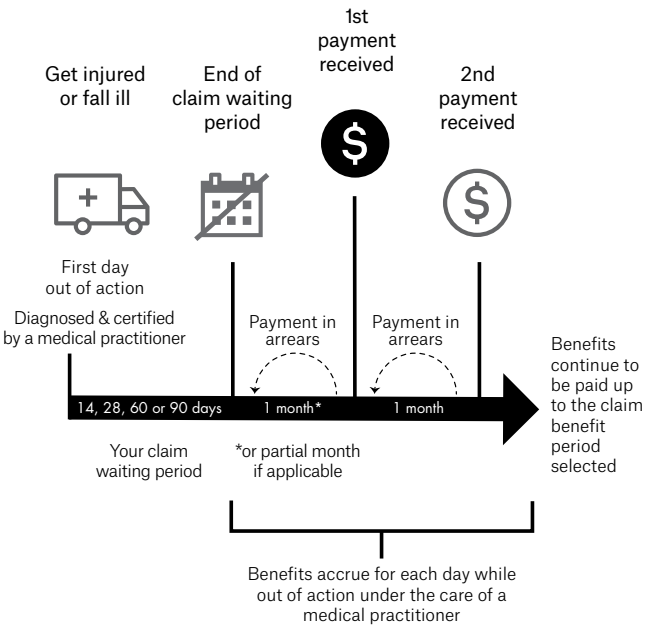 1st
payment
received
Get injured
or fall ill
End of
claim waiting
period
2nd
payment
received
$
$
+
First day
out of action
Diagnosed & certified
by a medical practitioner
Payment in
arrears
Payment in
arrears
14, 28, 60 or 90 days
1 month*
1 month
Benefits
continue to
be paid up
to the claim
benefit
period
selected
Your claim
waiting period
*or partial month
if applicable
Benefits accrue for each day while
out of action under the care of a
medical practitioner